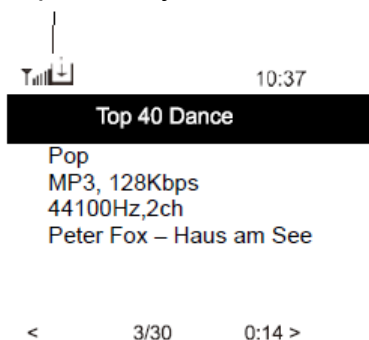 10:37
Top 40 Dance
Pop
MP3, 128Kbps
44100Hz,2ch
Peter Fox – Haus am See
< 3/30 0:14 >